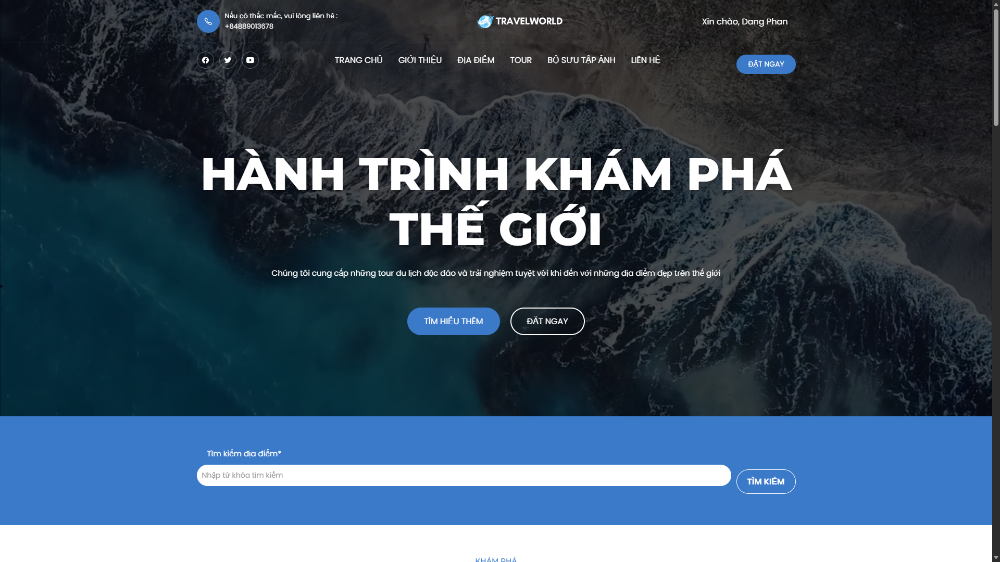 Nếu có thắc mắc, vui lòng liên hệ :
+84889013678
TRAVELWORLD
Xin chào, Dang Phan
TRANG CHỦ
GIỚI THIỆU
ĐỊA ĐIỂM
TOUR
BỘ SƯU TẬP ẢNH
LIÊN HỆ
ĐẶT NGAY
HÀNH TRÌNH KHÁM PHÁ
THẾ GIỚI
Chúng tôi cung cấp những tour du lịch độc đáo và trải nghiệm tuyệt vời khi đến với những địa điểm đẹp trên thế giới
TÌM HIỂU THÊM
ĐẶT NGAY
Tìm kiếm địa điểm*
Nhập từ khóa tìm kiếm
TÌM KIẾM
KHÁM PHÁ